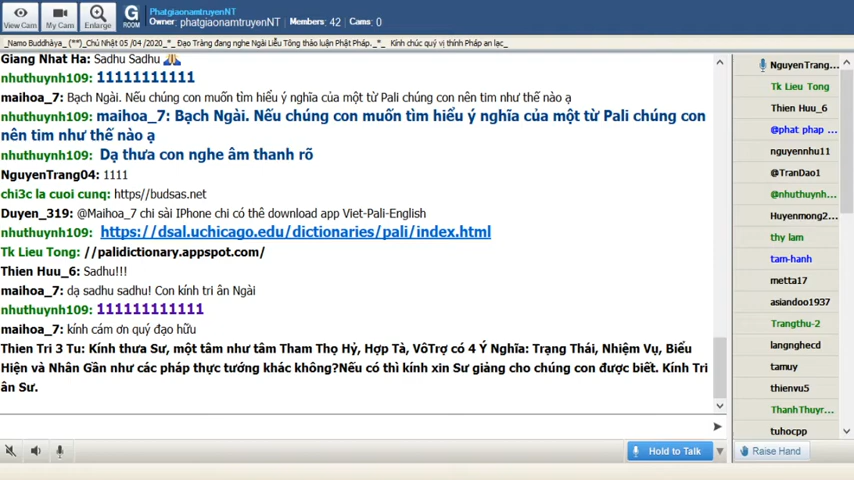 PhatgiaonamtruyenNT
Owner: phatgiaonamtruyenNT | Members: 42 | Cams: 0
View Cam
My Cam
Enlarge
G
ROOM
_Namo Buddhàya_ (**)_Chủ Nhật 05 /04 /2020_*_ Đạo Tràng đang nghe Ngài Liễu Tông thảo luận Phật Pháp._*_ Kính chúc quý vị thính Pháp an lạc_
Giang Nhat Ha: Sadhu Sadhu 🙏
nhuthuynh109: 11111111111
maihoa_7: Bạch Ngài. Nếu chúng con muốn tìm hiểu ý nghĩa của một từ Pali chúng con nên tim như thế nào ạ
nhuthuynh109: maihoa_7: Bạch Ngài. Nếu chúng con muốn tìm hiểu ý nghĩa của một từ Pali chúng con
nên tim như thế nào ạ
nhuthuynh109: Dạ thưa con nghe âm thanh rõ
NguyenTrang04: 1111
chi3c la cuoi cunq: https//budsas.net
Duyen_319: @Maihoa_7 chi sài IPhone chi có thê download app Viet-Pali-English
nhuthuynh109: https://dsal.uchicago.edu/dictionaries/pali/index.html
Tk Lieu Tong: //palidictionary.appspot.com/
Thien Huu_6: Sadhu!!!
maihoa_7: dạ sadhu sadhu! Con kính tri ân Ngài
nhuthuynh109: 111111111111
maihoa_7: kính cám ơn quý đạo hữu
Thien Tri 3 Tu: Kính thưa Sư, một tâm như tâm Tham Thọ Hỷ, Hợp Tà, VôTrợ có 4 Ý Nghĩa: Trạng Thái, Nhiệm Vụ, Biểu
Hiện và Nhân Gần như các pháp thực tướng khác không?Nếu có thì kính xin Sư giảng cho chúng con được biết. Kính Tri
ân Sư.
NguyenTrang...
Tk Lieu Tong
Thien Huu_6
@phat phap ...
nguyennhu11
@TranDao1
@nhuthuynh...
Huyenmong2...
thy lam
tam-hanh
metta17
asiandoo1937
Trangthu-2
langnghecd
tamuy
thienvu5
ThanhThuyr...
tuhocpp
Hold to Talk
Raise Hand